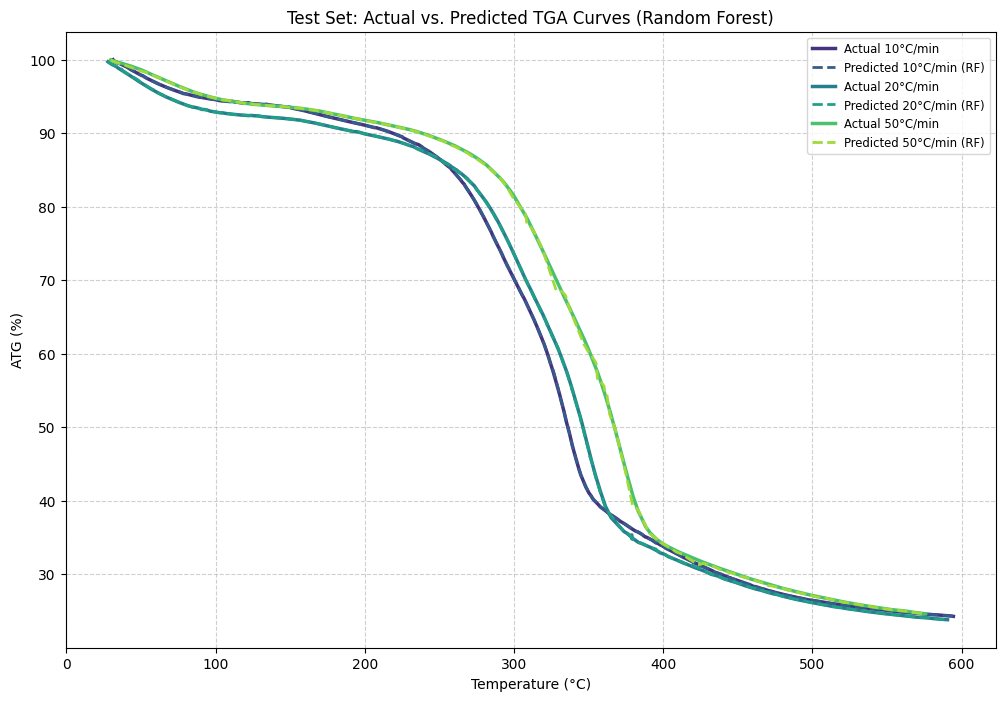 Test Set: Actual vs. Predicted TGA Curves (Random Forest)
Actual 10°C/min
Predicted 10°C/min (RF)
Actual 20°C/min
Predicted 20°C/min (RF)
Actual 50°C/min
Predicted 50°C/min (RF)
ATG (%)
100
90
80
70
60
50
40
30
0 100 200 300 400 500 600
Temperature (°C)